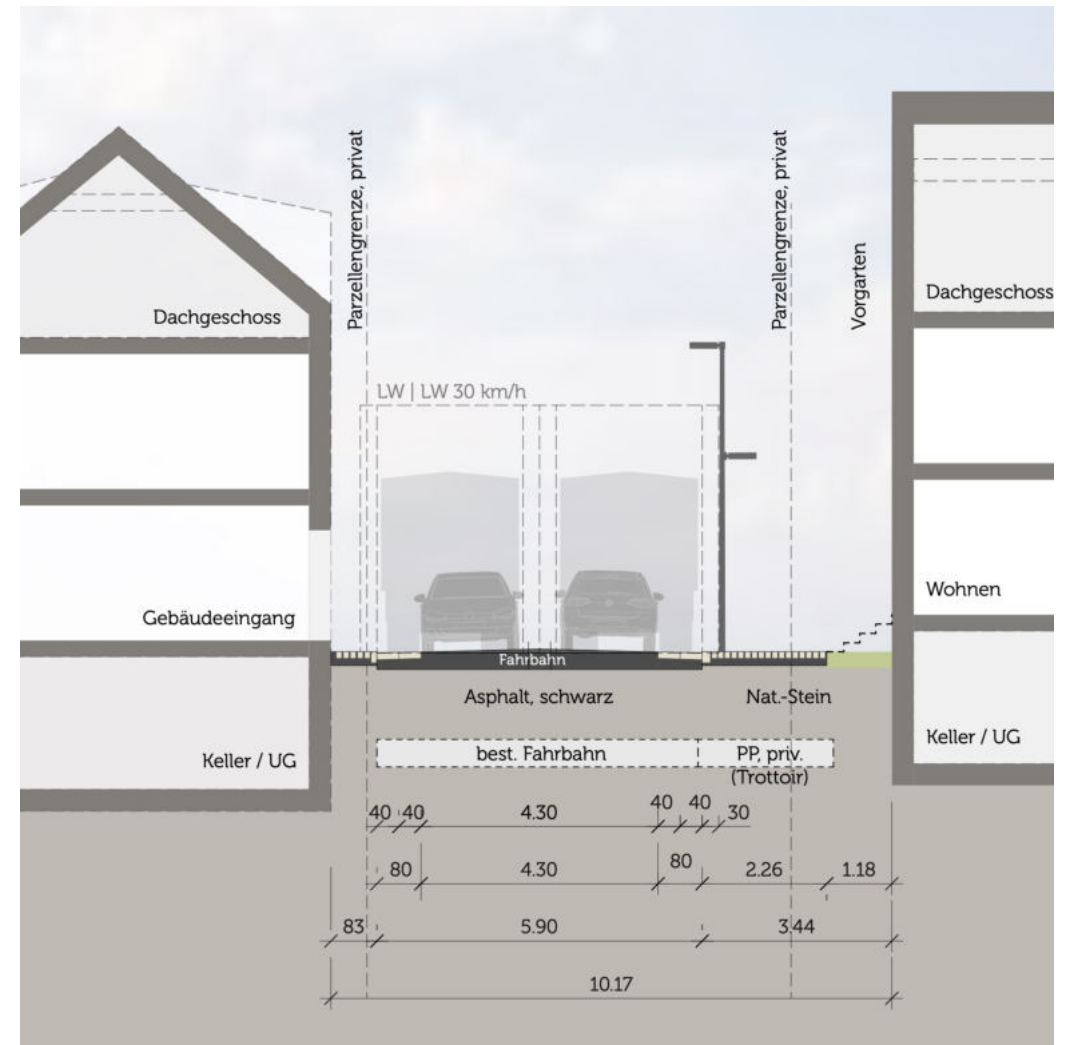 Parzellengrenze, privat
Parzellengrenze, privat
Vorgarten
Dachgeschoss
Dachgeschoss
LW | LW 30 km/h
Wohnen
Gebäudeeingang
Fahrbahn
Asphalt, schwarz
Nat.-Stein
Keller / UG
best. Fahrbahn
PP, priv.
Keller / UG
(Trottoir)
40 40 4.30 40 40 30
80 4.30 80 2.26 1.18
83 5.90 3.44
10.17